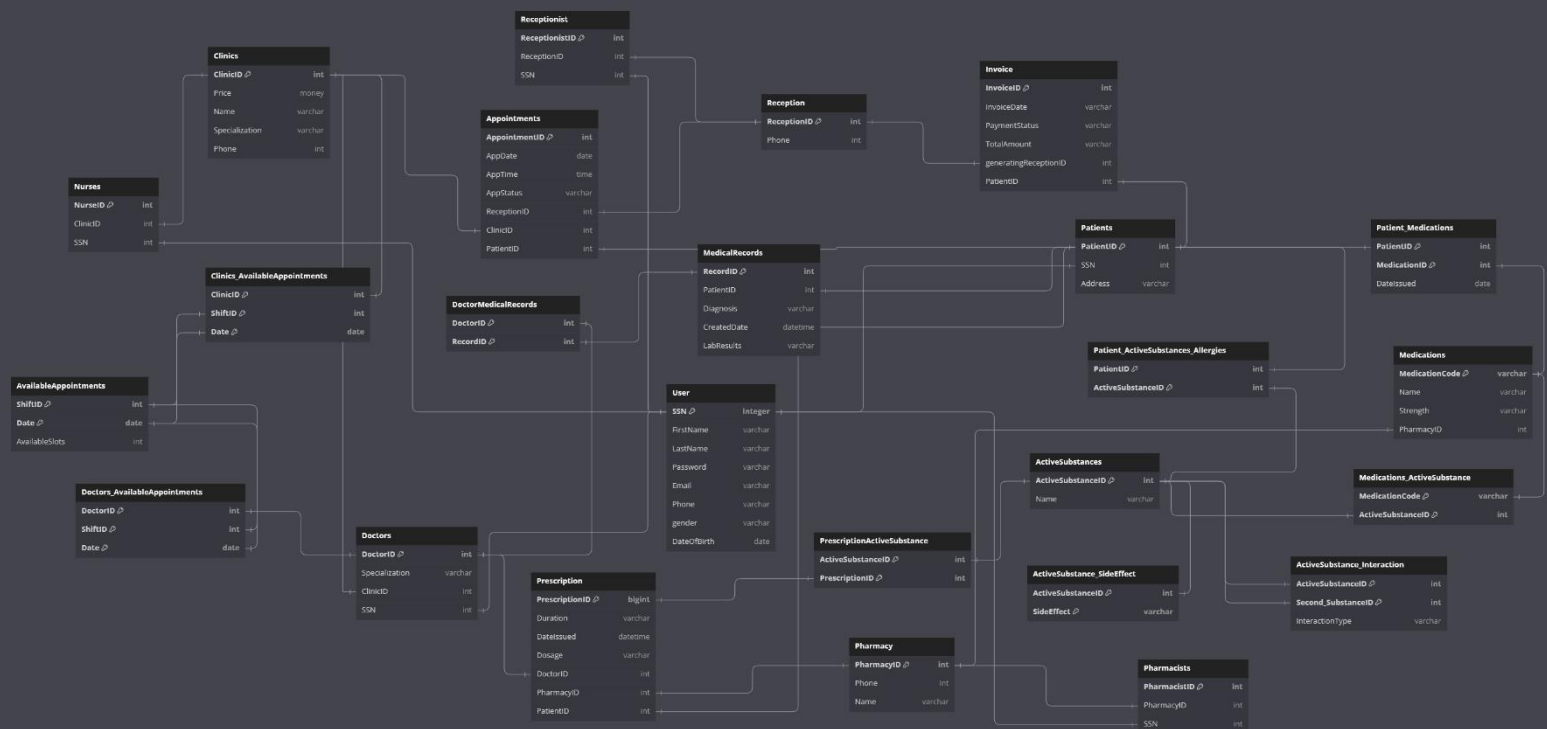 Receptionist
ReceptionistID int
ReceptionID int
SSN int
Clinics
ClinicID int
Price money
Name varchar
Specialization varchar
Phone int
Invoice
InvoiceID int
InvoiceDate varchar
PaymentStatus varchar
TotalAmount varchar
generatingReceptionID int
PatientID int
Reception
ReceptionID int
Phone int
Appointments
AppointmentID int
AppDate date
AppTime time
AppStatus varchar
ReceptionID int
ClinicID int
PatientID int
Nurses
NurseID int
ClinicID int
SSN int
Patients
PatientID int
SSN int
Address varchar
Patient_Medications
PatientID int
MedicationID int
DateIssued date
MedicalRecords
RecordID int
PatientID int
Diagnosis varchar
CreatedDate datetime
LabResults varchar
Clinics_AvailableAppointments
ClinicID int
ShiftID int
Date date
DoctorMedicalRecords
DoctorID int
RecordID int
Patient_ActiveSubstances_Allergies
PatientID int
ActiveSubstanceID int
Medications
MedicationCode varchar
Name varchar
Strength varchar
PharmacyID int
AvailableAppointments
ShiftID int
Date date
AvailableSlots int
User
SSN integer
FirstName varchar
LastName varchar
Password varchar
Email varchar
Phone varchar
gender varchar
DateOfBirth date
ActiveSubstances
ActiveSubstanceID int
Name varchar
Medications_ActiveSubstance
MedicationCode varchar
ActiveSubstanceID int
Doctors_AvailableAppointments
DoctorID int
ShiftID int
Date date
Doctors
DoctorID int
Specialization varchar
ClinicID int
SSN int
PrescriptionActiveSubstance
ActiveSubstanceID int
PrescriptionID int
ActiveSubstance_SideEffect
ActiveSubstanceID int
SideEffect varchar
ActiveSubstance_Interaction
ActiveSubstanceID int
Second_SubstanceID int
InteractionType varchar
Prescription
PrescriptionID bigint
Duration varchar
DateIssued datetime
Dosage varchar
DoctorID int
PharmacyID int
PatientID int
Pharmacy
PharmacyID int
Phone int
Name varchar
Pharmacists
PharmacistID int
PharmacyID int
SSN int